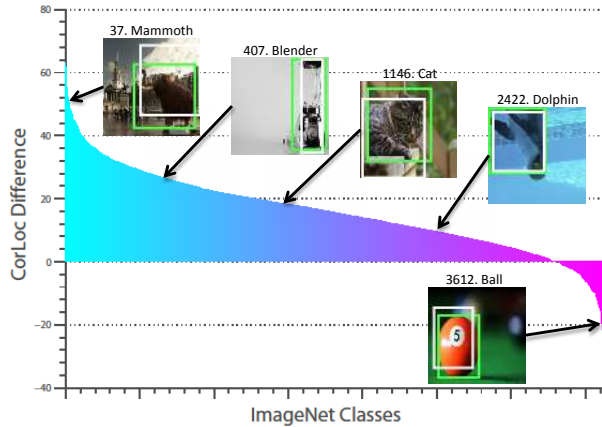 80
60
40
20
0
−20
−40
CorLoc Difference
37. Mammoth
407. Blender
1146. Cat
2422. Dolphin
3612. Ball
5
ImageNet Classes